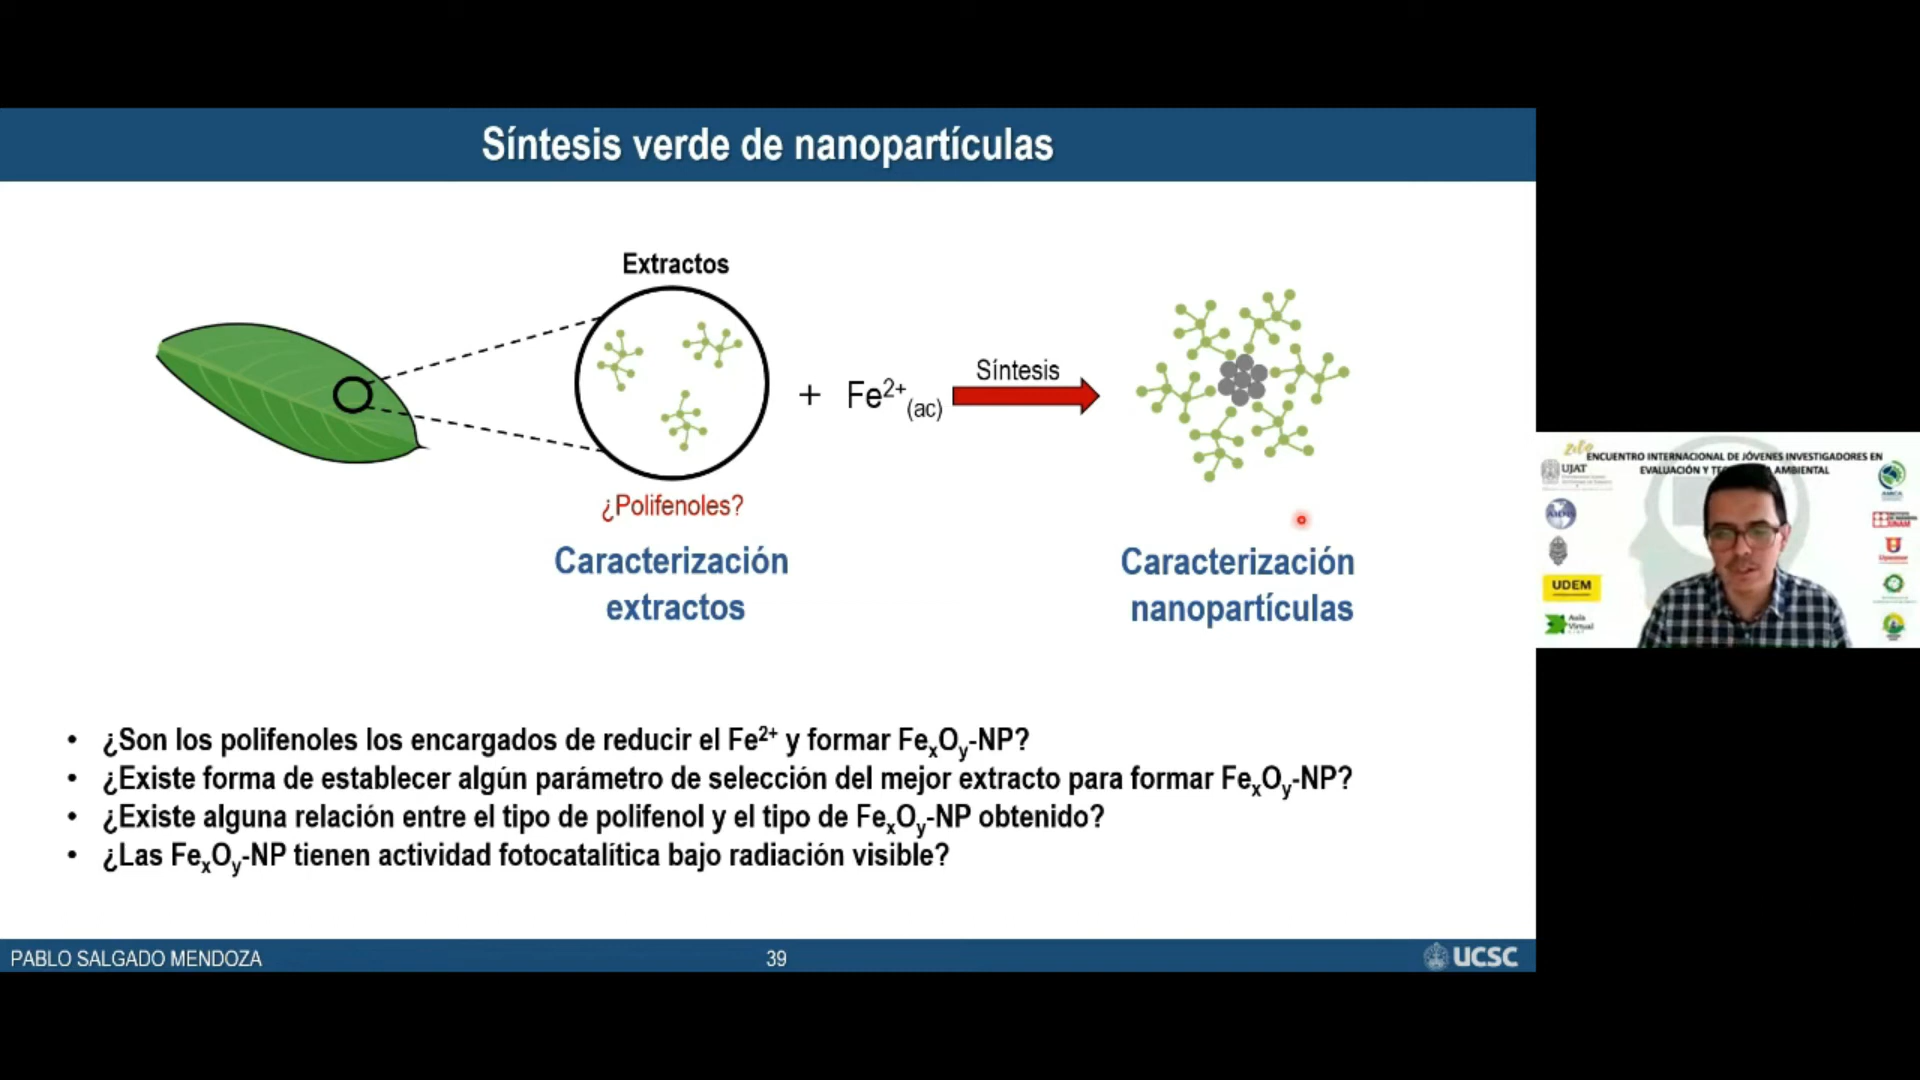 Síntesis verde de nanopartículas
Extractos
Síntesis
+ Fe²⁺(ac)
¿Polifenoles?
Caracterización
extractos
Caracterización
nanopartículas
• ¿Son los polifenoles los encargados de reducir el Fe²⁺ y formar FexOy-NP?
• ¿Existe forma de establecer algún parámetro de selección del mejor extracto para formar FexOy-NP?
• ¿Existe alguna relación entre el tipo de polifenol y el tipo de FexOy-NP obtenido?
• ¿Las FexOy-NP tienen actividad fotocatalítica bajo radiación visible?
PABLO SALGADO MENDOZA
39
UCSC
ENCUENTRO INTERNACIONAL DE JÓVENES INVESTIGADORES EN
EVALUACIÓN Y
AMBIENTAL
UJAT
AIDIS
UDEM
Aula
Virtual